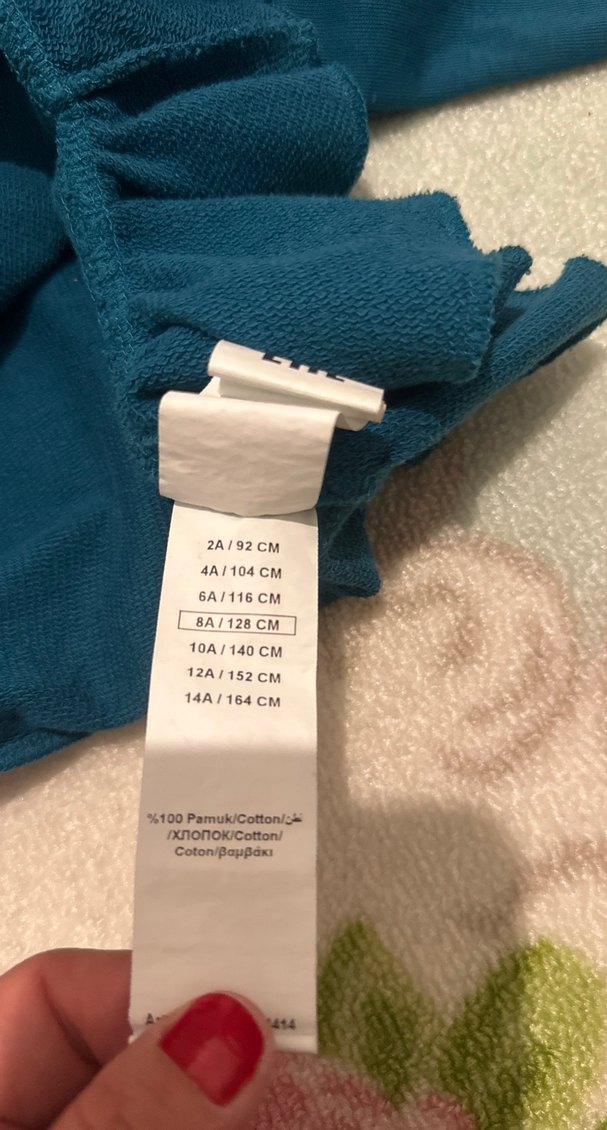 2A / 92 CM
4A / 104 CM
6A / 116 CM
8A / 128 CM
10A / 140 CM
12A / 152 CM
14A / 164 CM
%100 Pamuk/Cotton/قطن
/ХЛОПОК/Cotton/
Coton/βαμβάκι